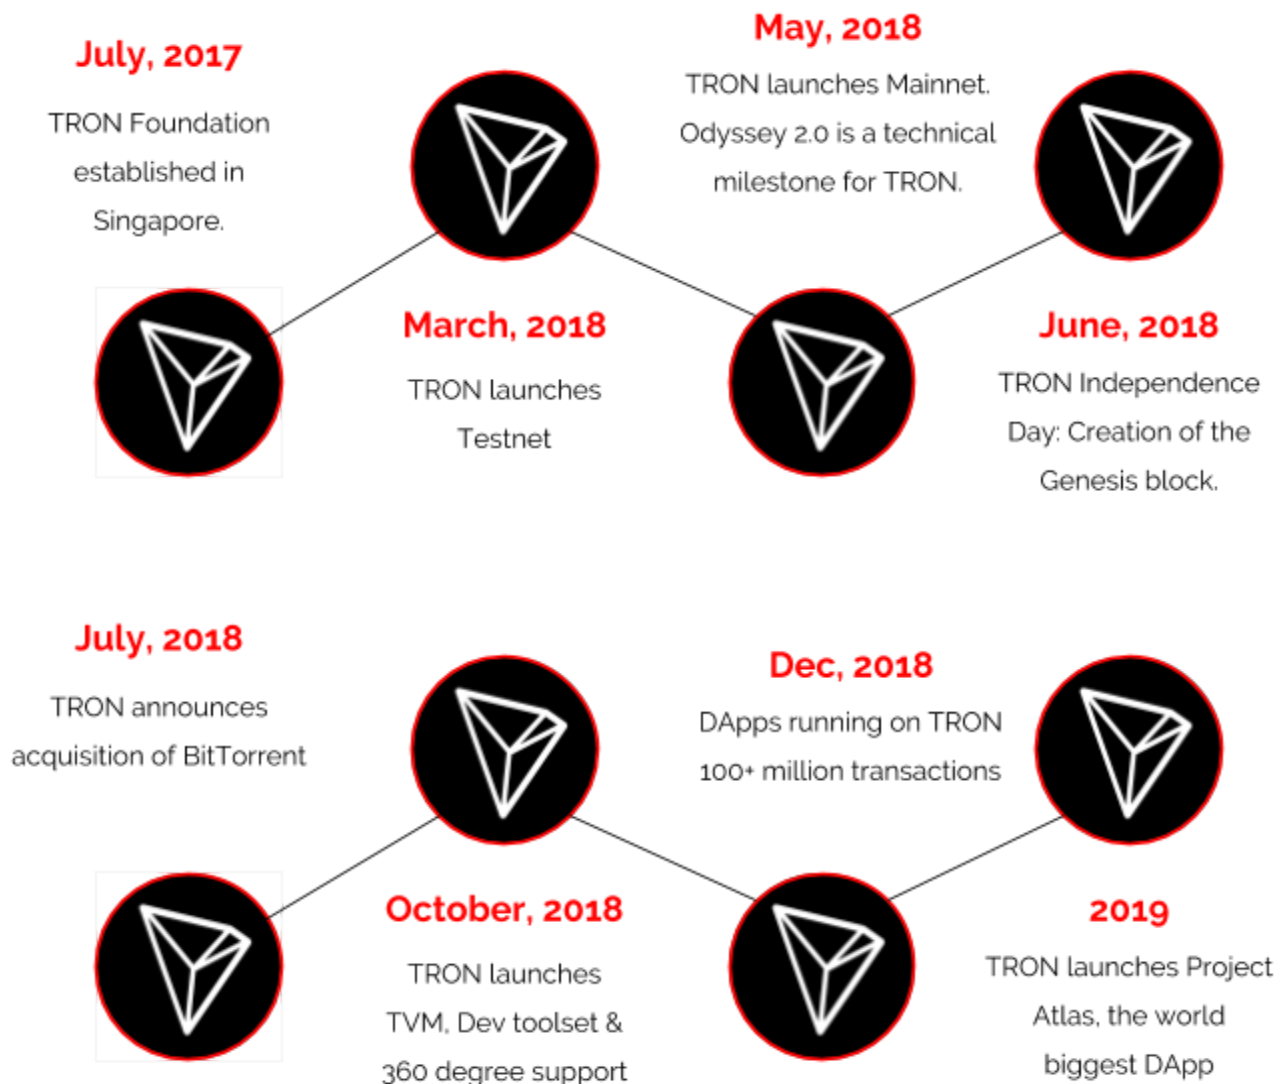 July, 2017
TRON Foundation
established in
Singapore.
March, 2018
TRON launches
Testnet
May, 2018
TRON launches Mainnet.
Odyssey 2.0 is a technical
milestone for TRON.
June, 2018
TRON Independence
Day: Creation of the
Genesis block.
July, 2018
TRON announces
acquisition of BitTorrent
October, 2018
TRON launches
TVM, Dev toolset &
360 degree support
Dec, 2018
DApps running on TRON
100+ million transactions
2019
TRON launches Project
Atlas, the world
biggest DApp